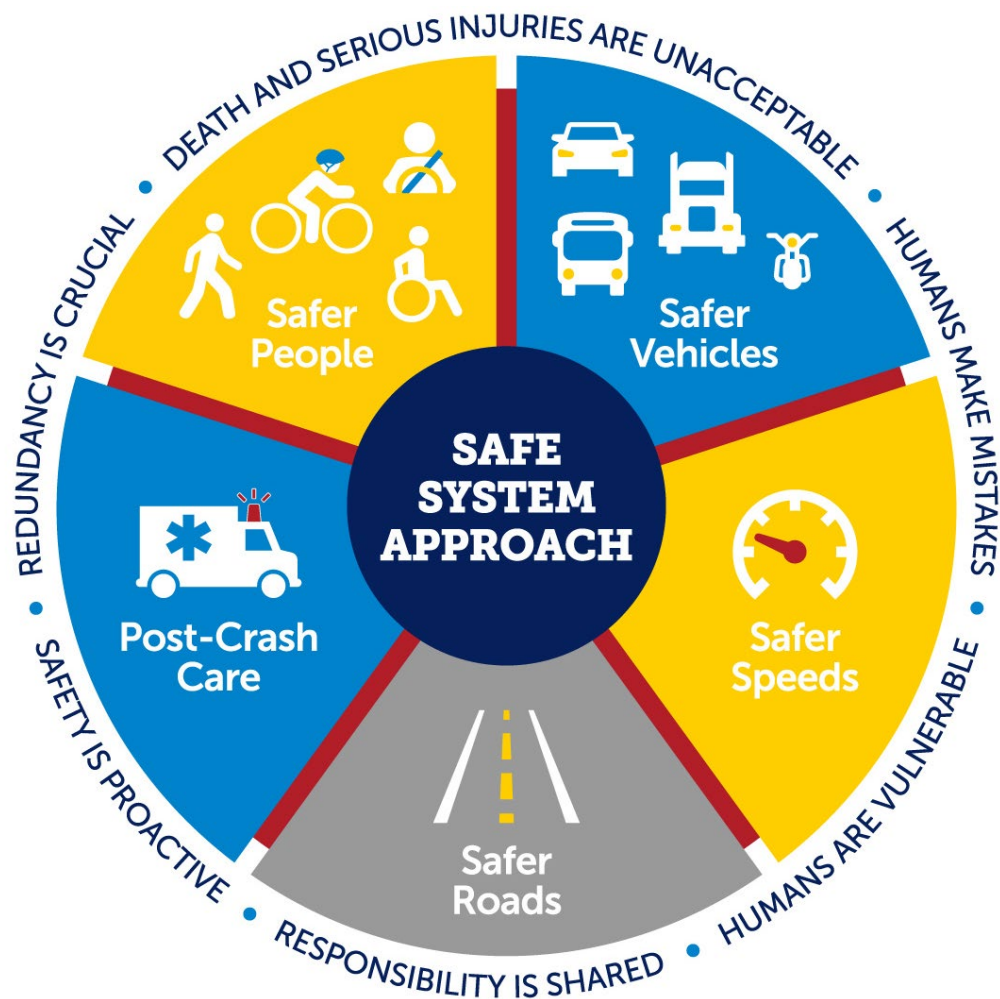 DEATH AND SERIOUS INJURIES ARE UNACCEPTABLE
HUMANS MAKE MISTAKES
HUMANS ARE VULNERABLE
RESPONSIBILITY IS SHARED
SAFETY IS PROACTIVE
REDUNDANCY IS CRUCIAL
Safer
People
Safer
Vehicles
SAFE
SYSTEM
APPROACH
Safer
Speeds
Post-Crash
Care
Safer
Roads